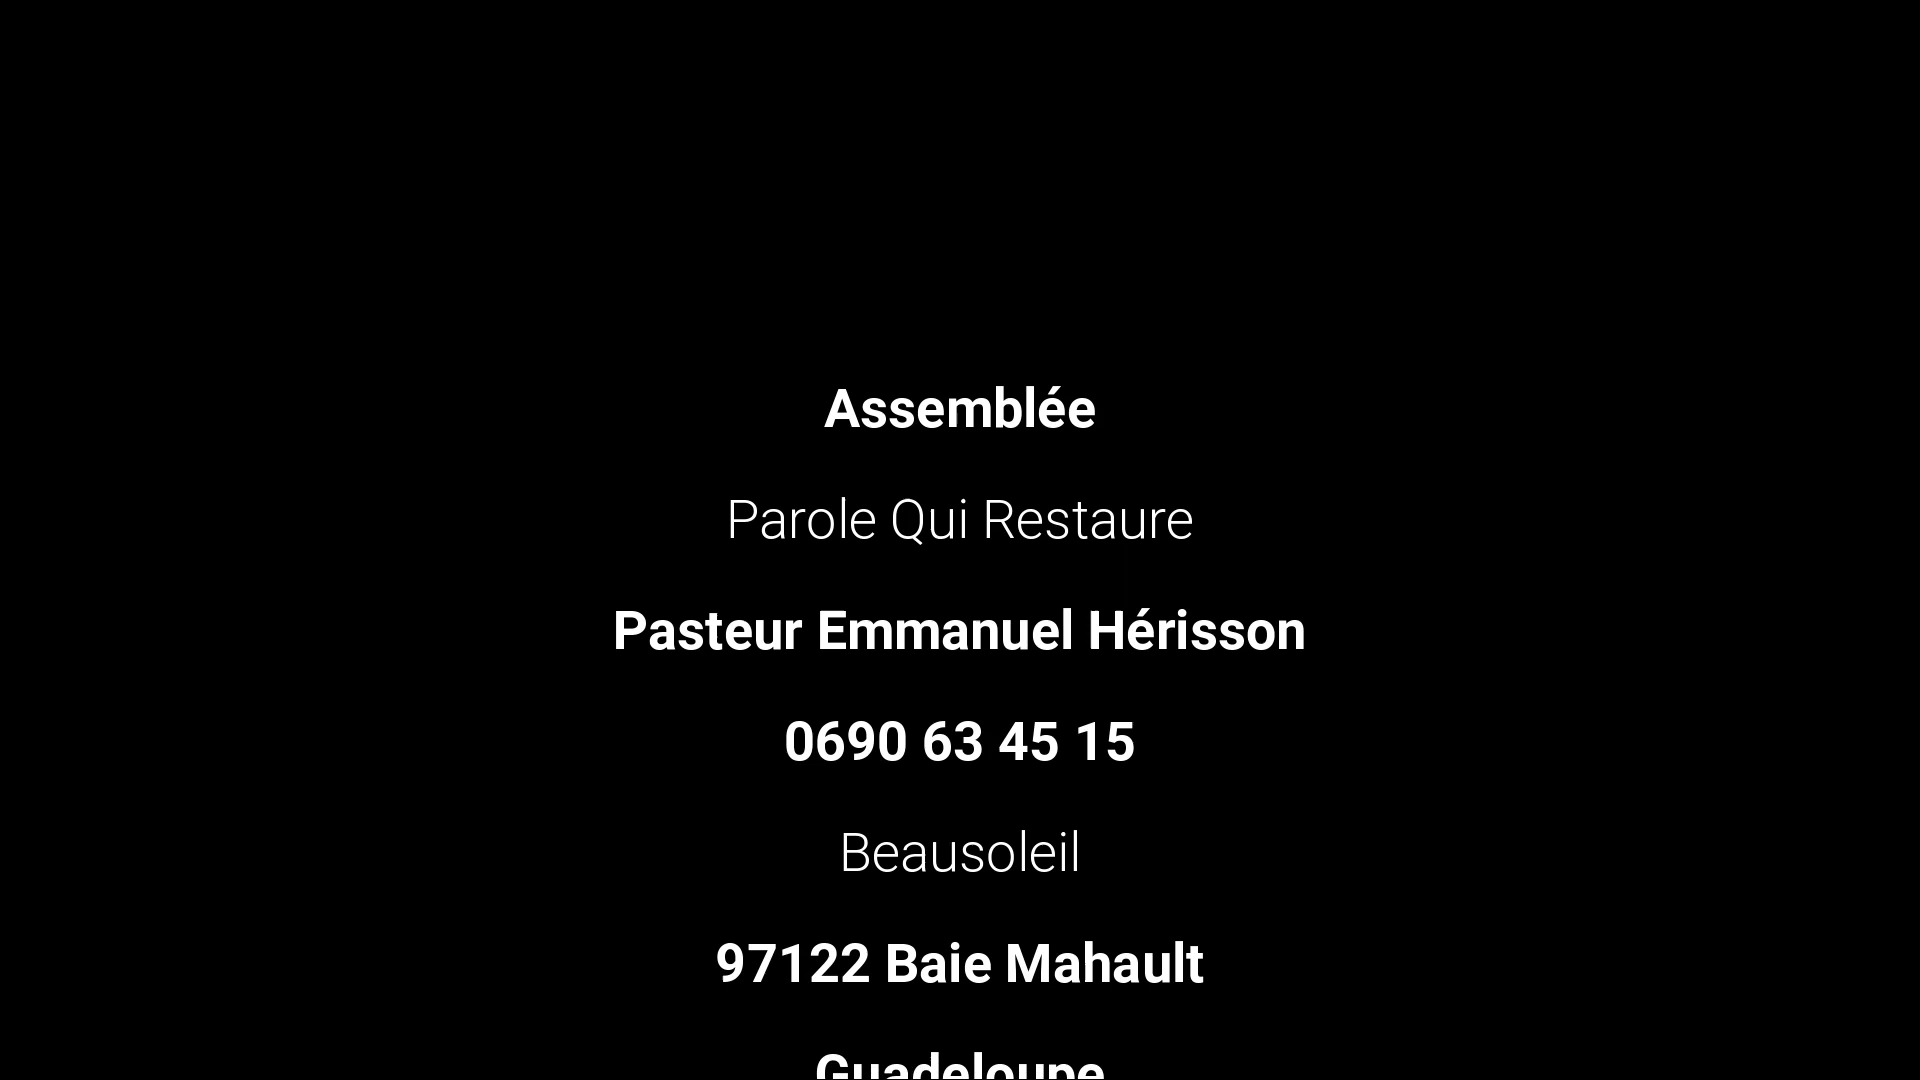 Assemblée
Parole Qui Restaure
Pasteur Emmanuel Hérisson
0690 63 45 15
Beausoleil
97122 Baie Mahault
Guadeloupe